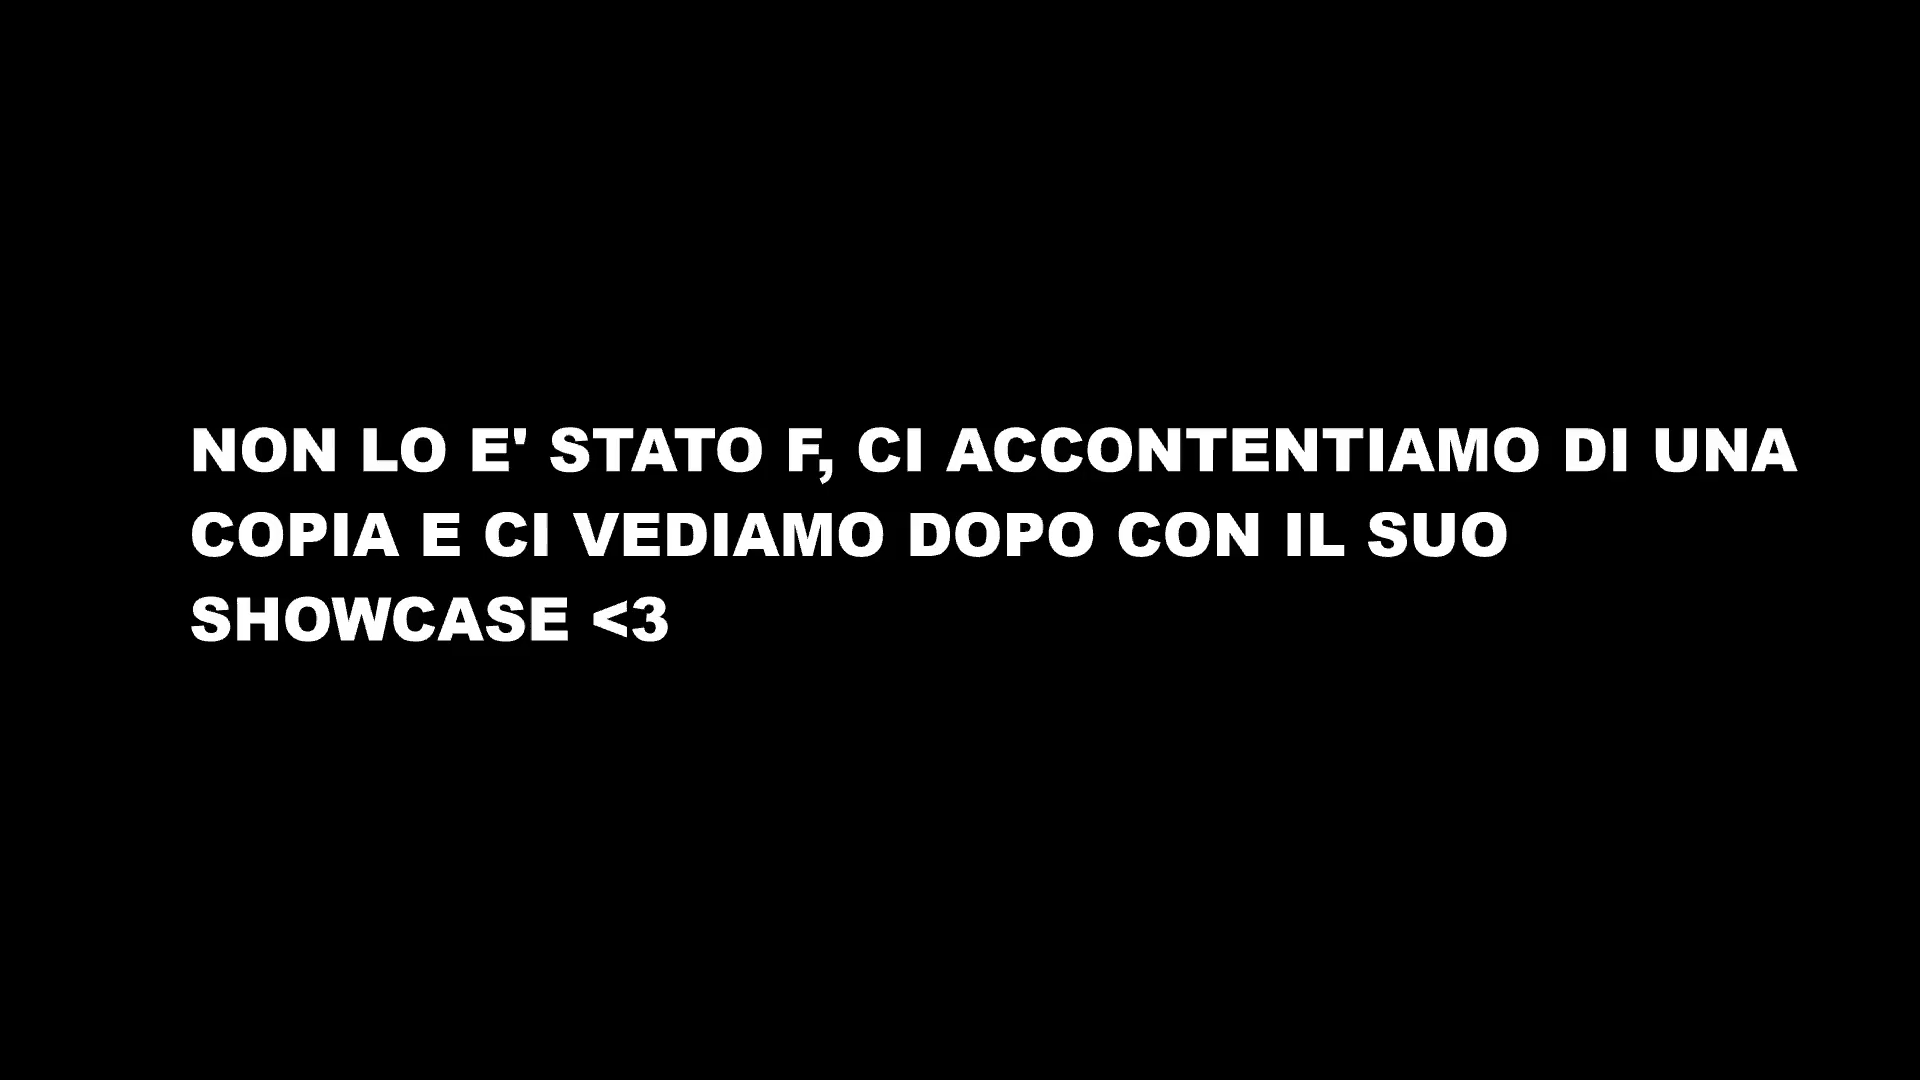 NON LO E' STATO F, CI ACCONTENTIAMO DI UNA
COPIA E CI VEDIAMO DOPO CON IL SUO
SHOWCASE <3